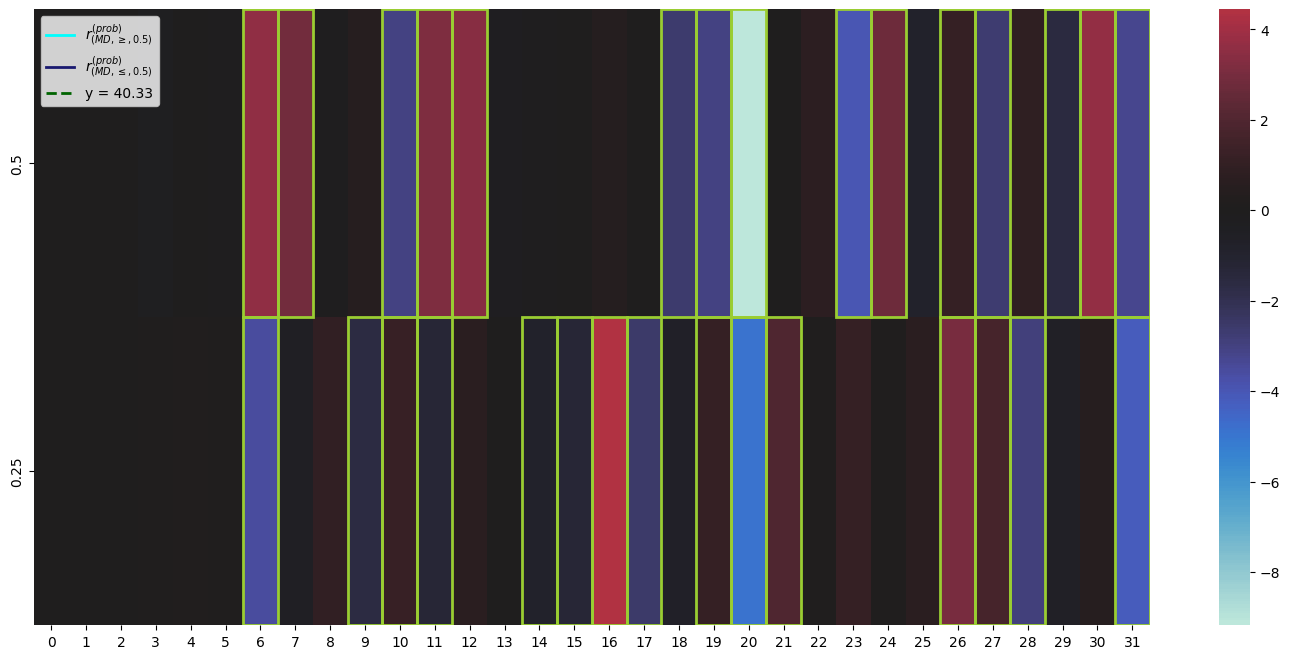 r^{(prob)}_{(MD, ≥, 0.5)}
r^{(prob)}_{(MD, ≤, 0.5)}
y = 40.33
0.5
0.25
0 1 2 3 4 5 6 7 8 9 10 11 12 13 14 15 16 17 18 19 20 21 22 23 24 25 26 27 28 29 30 31
4
2
0
−2
−4
−6
−8